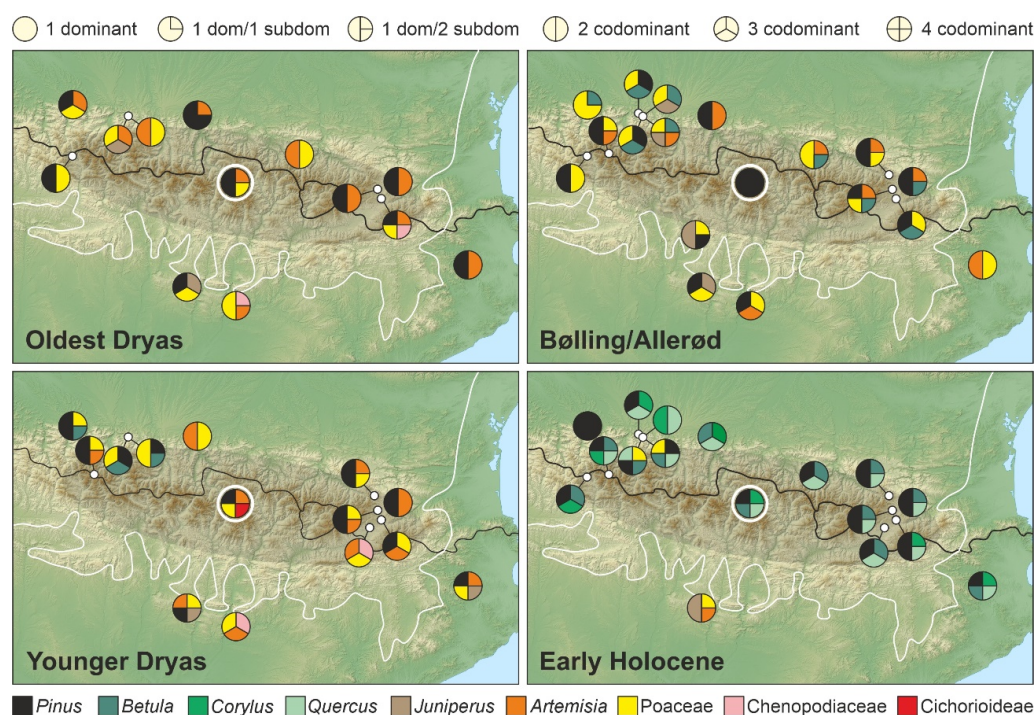 1 dominant 1 dom/1 subdom 1 dom/2 subdom 2 codominant 3 codominant 4 codominant
Oldest Dryas
Bølling/Allerød
Younger Dryas
Early Holocene
Pinus Betula Corylus Quercus Juniperus Artemisia Poaceae Chenopodiaceae Cichorioideae